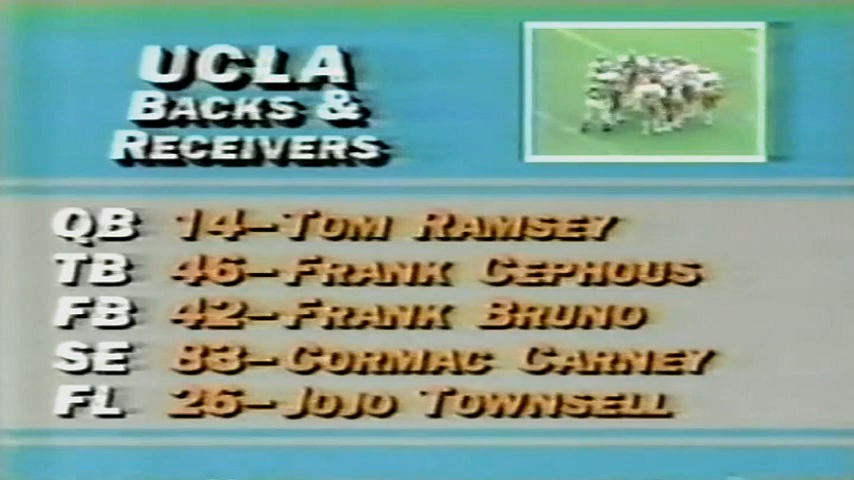 UCLA
BACKS &
RECEIVERS
QB 14-TOM RAMSEY
TB 46-FRANK CEPHOUS
FB 42-FRANK BRUNO
SE 83-CORMAC CARNEY
FL 26-JOJO TOWNSELL